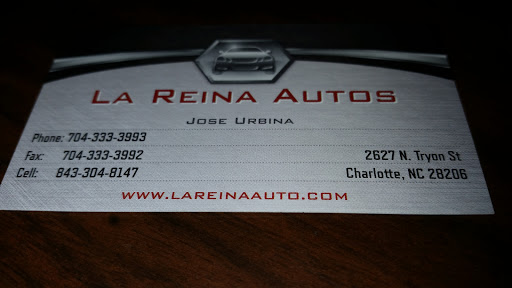 LA REINA AUTOS
JOSE URBINA
Phone: 704-333-3993
Fax: 704-333-3992
Cell: 843-304-8147
2627 N. Tryon St
Charlotte, NC 28206
WWW.LAREINAAUTO.COM